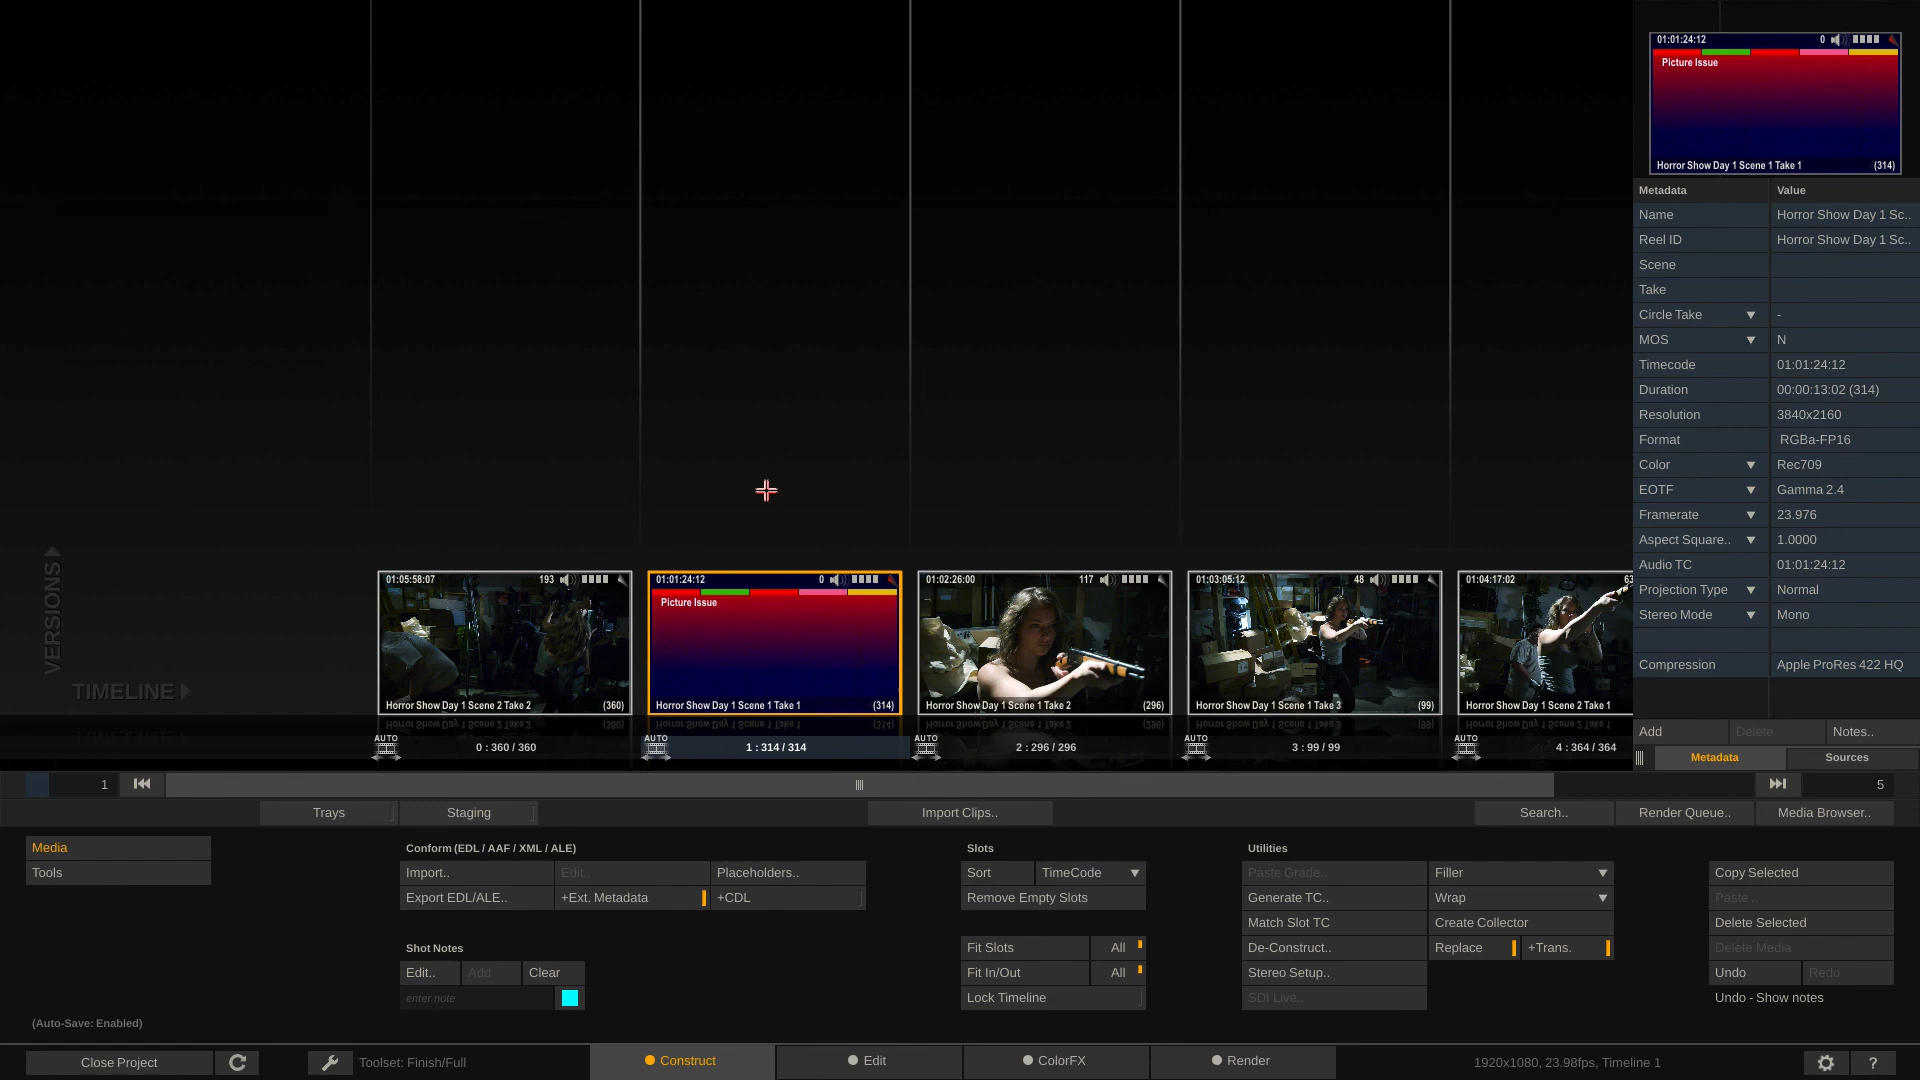 01:01:24:12 0
Picture Issue
Horror Show Day 1 Scene 1 Take 1 (314)
Metadata Value
Name Horror Show Day 1 Sc..
Reel ID Horror Show Day 1 Sc..
Scene
Take
Circle Take -
MOS N
Timecode 01:01:24:12
Duration 00:00:13:02 (314)
Resolution 3840x2160
Format RGBa-FP16
Color Rec709
EOTF Gamma 2.4
Framerate 23.976
Aspect Square.. 1.0000
Audio TC 01:01:24:12
Projection Type Normal
Stereo Mode Mono
Compression Apple ProRes 422 HQ
Add Delete Notes..
Metadata Sources
VERSIONS
TIMELINE
01:05:58:07 193
Horror Show Day 1 Scene 2 Take 2 (360)
01:01:24:12 0
Picture Issue
Horror Show Day 1 Scene 1 Take 1 (314)
01:02:26:00 117
Horror Show Day 1 Scene 1 Take 2 (296)
01:03:05:12 48
Horror Show Day 1 Scene 1 Take 3 (99)
01:04:17:02 63
Horror Show Day 1 Scene 2 Take 1
AUTO 0 : 360 / 360
AUTO 1 : 314 / 314
AUTO 2 : 296 / 296
AUTO 3 : 99 / 99
AUTO 4 : 364 / 364
1 5
Trays Staging Import Clips.. Search.. Render Queue.. Media Browser..
Media
Tools
Conform (EDL / AAF / XML / ALE)
Import.. Edit.. Placeholders..
Export EDL/ALE.. +Ext. Metadata +CDL
Shot Notes
Edit.. Add Clear
enter note
Slots
Sort TimeCode
Remove Empty Slots
Fit Slots All
Fit In/Out All
Lock Timeline
Utilities
Paste Grade.. Filler
Generate TC.. Wrap
Match Slot TC Create Collector
De-Construct.. Replace +Trans.
Stereo Setup..
SDI Live..
Copy Selected
Paste ..
Delete Selected
Delete Media
Undo Redo
Undo - Show notes
(Auto-Save: Enabled)
Close Project Toolset: Finish/Full Construct Edit ColorFX Render 1920x1080, 23.98fps, Timeline 1 ?